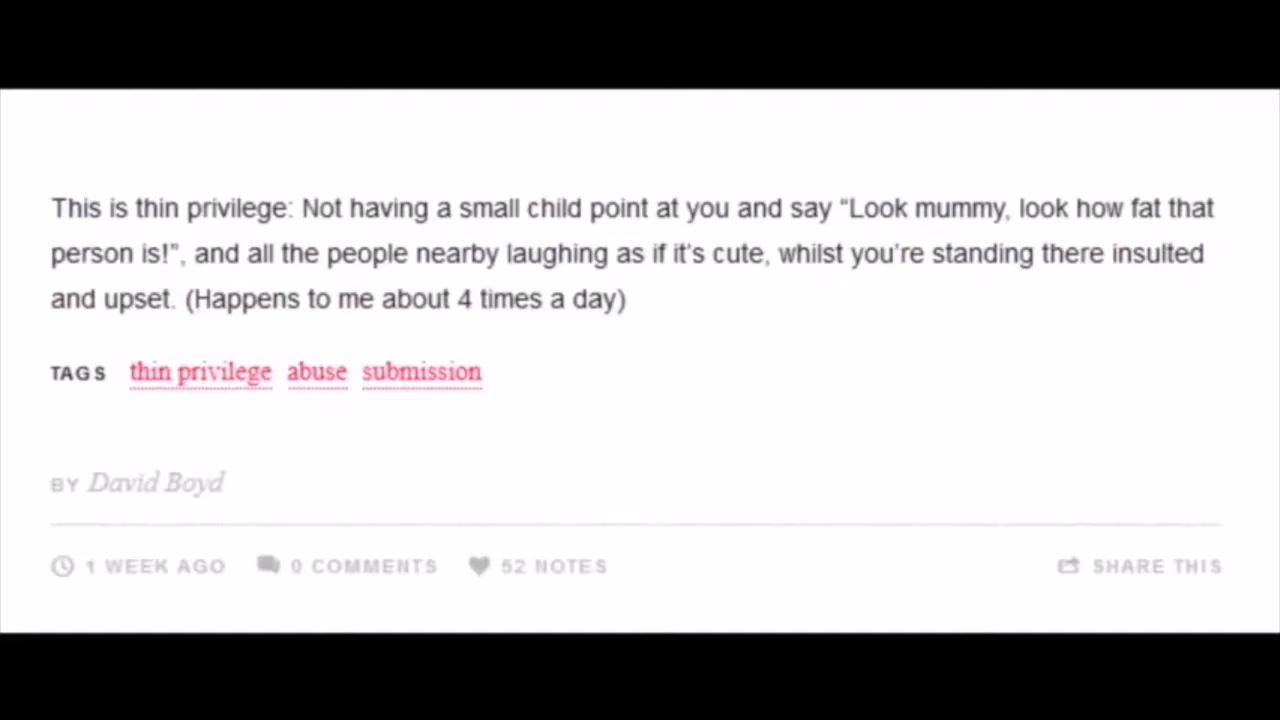 This is thin privilege: Not having a small child point at you and say “Look mummy, look how fat that
person is!”, and all the people nearby laughing as if it’s cute, whilst you’re standing there insulted
and upset. (Happens to me about 4 times a day)
TAGS thin privilege abuse submission
BY David Boyd
1 WEEK AGO 0 COMMENTS 52 NOTES SHARE THIS